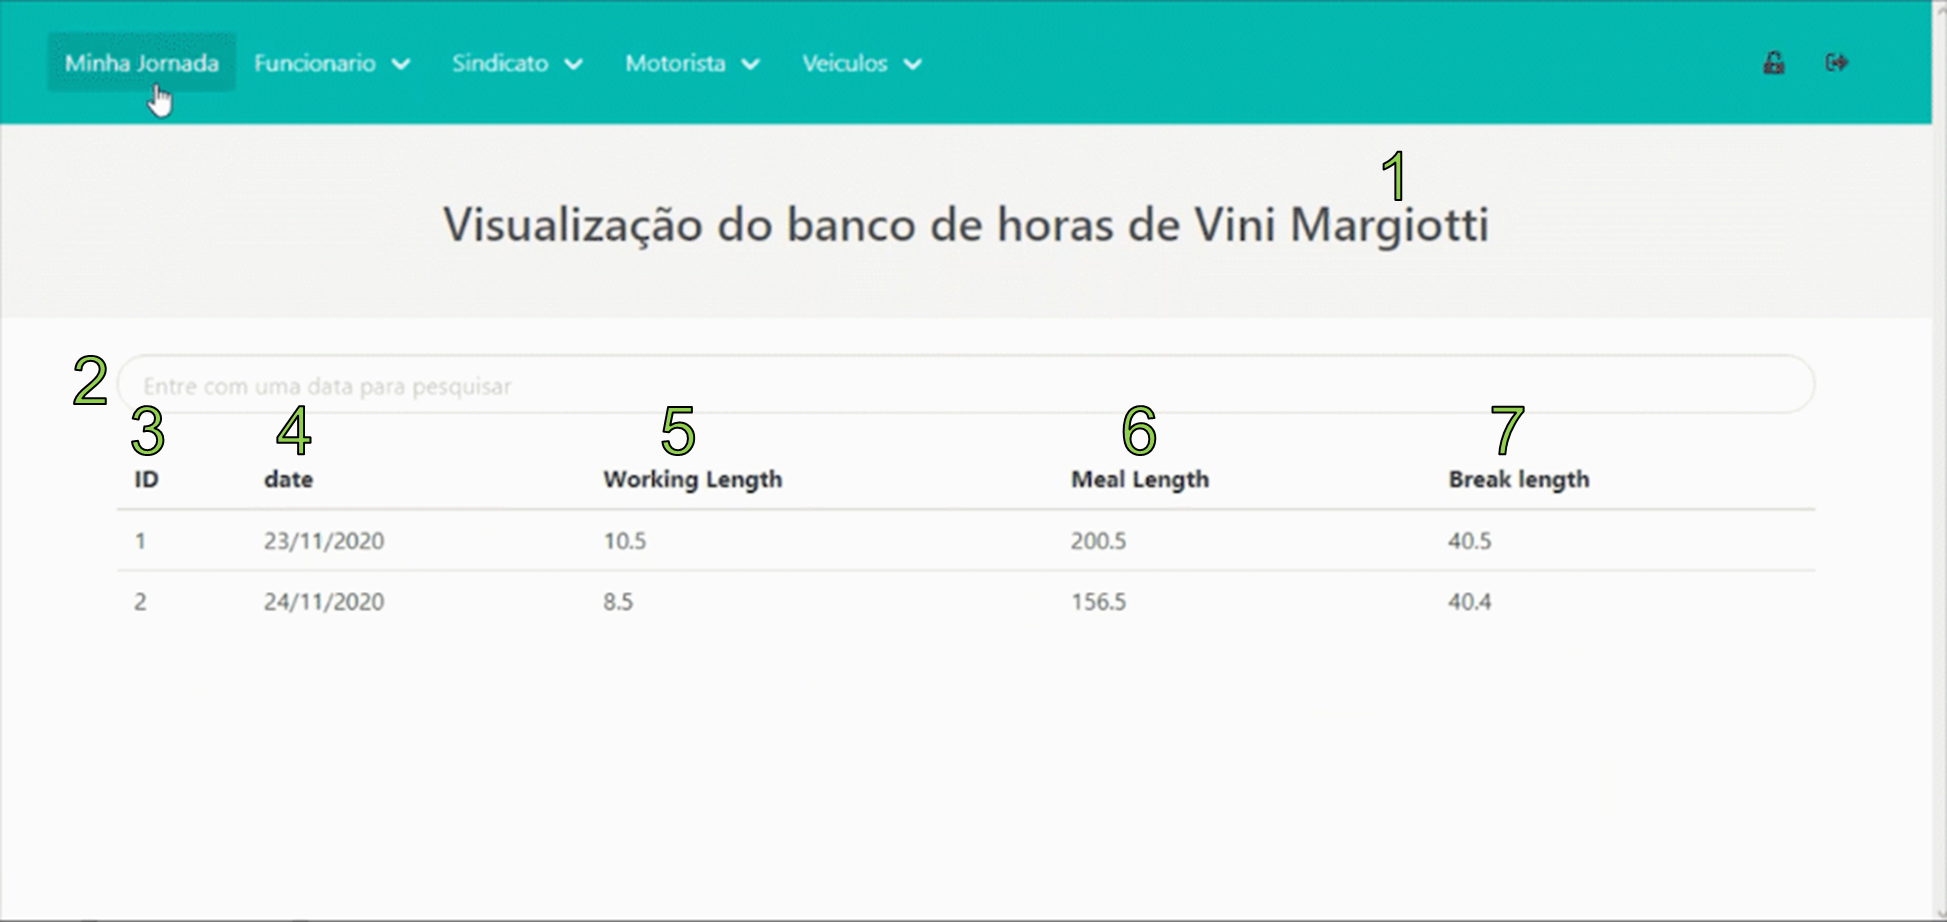 Minha Jornada Funcionario Sindicato Motorista Veiculos
1
Visualização do banco de horas de Vini Margiotti
2 Entre com uma data para pesquisar
3 4 5 6 7
ID date Working Length Meal Length Break length
1 23/11/2020 10.5 200.5 40.5
2 24/11/2020 8.5 156.5 40.4